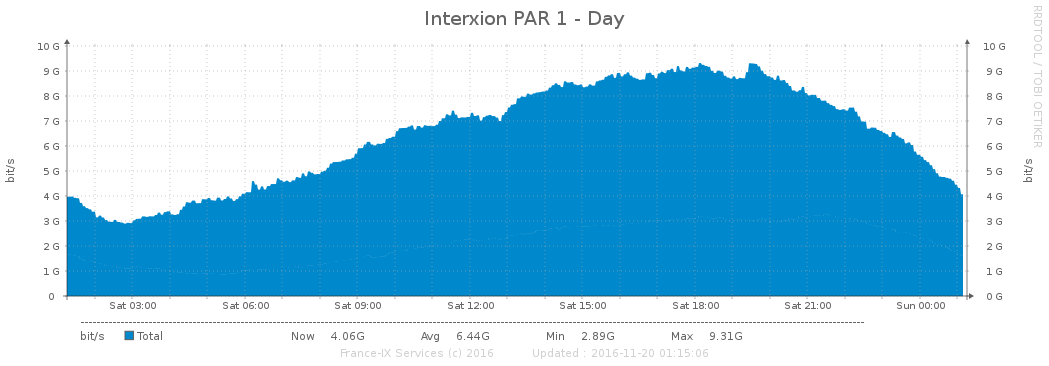 Interxion PAR 1 - Day
RRDTOOL / TOBI OETIKER
10 G 10 G
9 G 9 G
8 G 8 G
7 G 7 G
6 G 6 G
5 G 5 G
4 G 4 G
3 G 3 G
2 G 2 G
1 G 1 G
0 0 G
bit/s
bit/s
Sat 03:00 Sat 06:00 Sat 09:00 Sat 12:00 Sat 15:00 Sat 18:00 Sat 21:00 Sun 00:00
bit/s Total Now 4.06G Avg 6.44G Min 2.89G Max 9.31G
France-IX Services (c) 2016 Updated : 2016-11-20 01:15:06